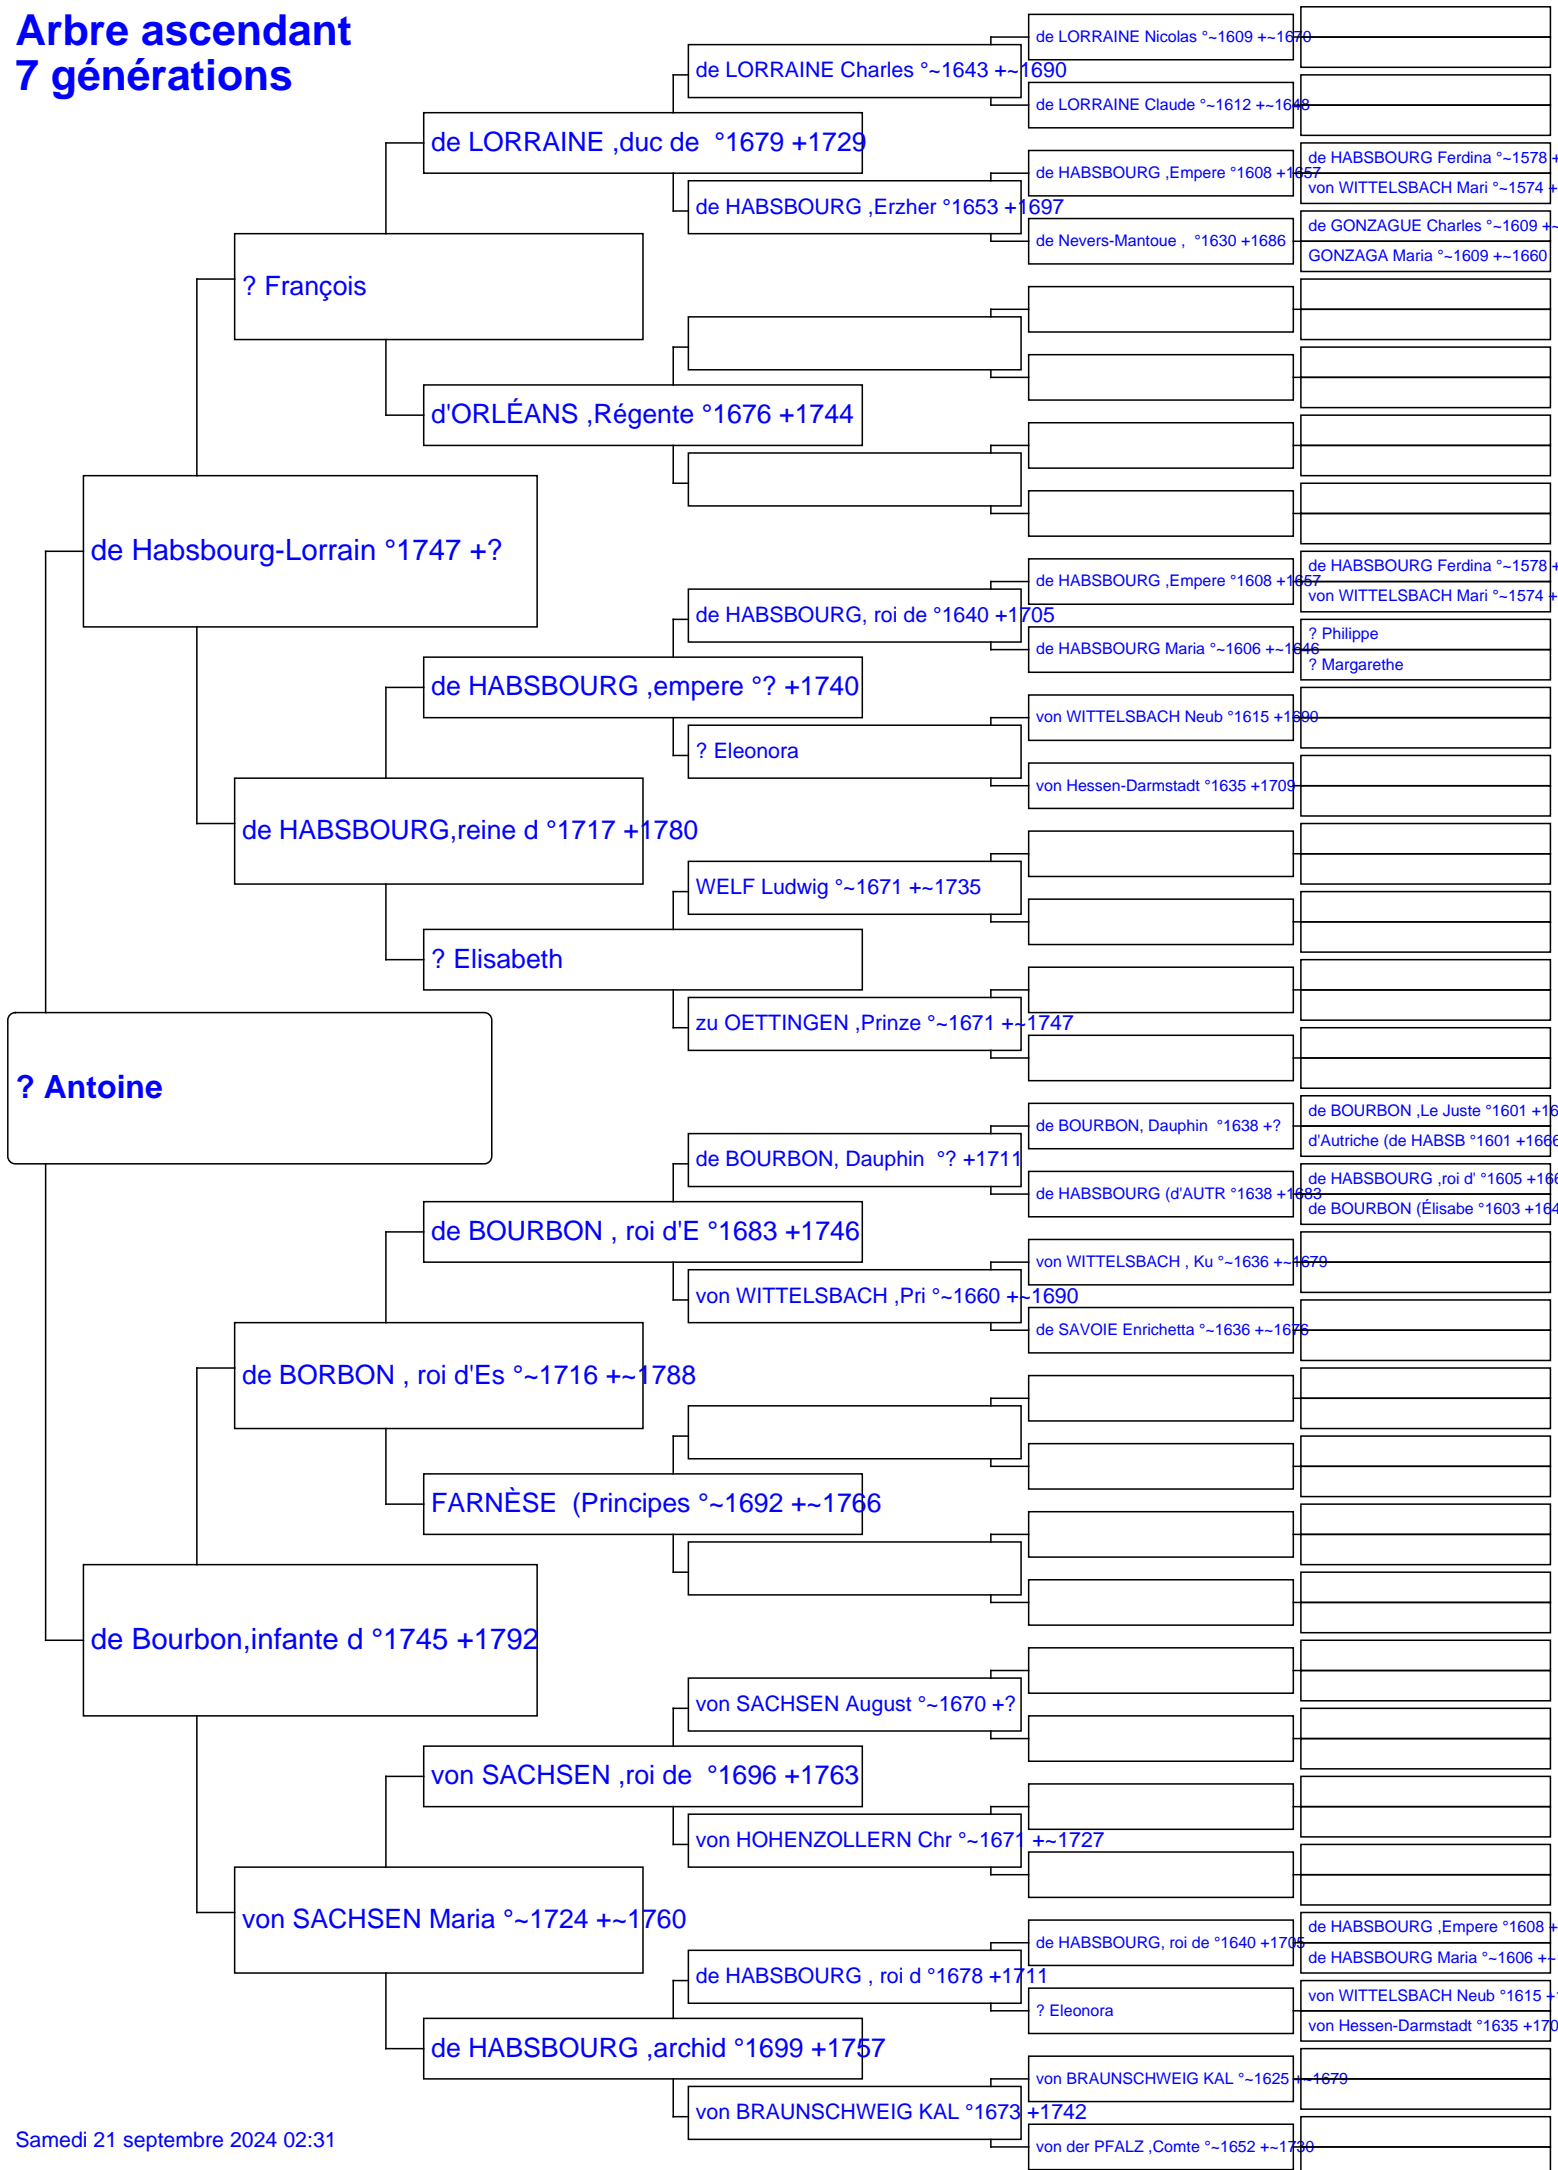 Arbre ascendant
7 générations
de LORRAINE Nicolas °~1609 +~1670
de LORRAINE Charles °~1643 +~1690
de LORRAINE Claude °~1612 +~1648
de LORRAINE ,duc de °1679 +1729
de HABSBOURG Ferdina °~1578 +
de HABSBOURG ,Empere °1608 +1657
von WITTELSBACH Mari °~1574 +
de HABSBOURG ,Erzher °1653 +1697
de GONZAGUE Charles °~1609 +~
de Nevers-Mantoue , °1630 +1686
GONZAGA Maria °~1609 +~1660
? François
d'ORLÉANS ,Régente °1676 +1744
de Habsbourg-Lorrain °1747 +?
de HABSBOURG Ferdina °~1578 +
de HABSBOURG ,Empere °1608 +1657
von WITTELSBACH Mari °~1574 +
de HABSBOURG, roi de °1640 +1705
? Philippe
de HABSBOURG Maria °~1606 +~1646
? Margarethe
de HABSBOURG ,empere °? +1740
von WITTELSBACH Neub °1615 +1690
? Eleonora
von Hessen-Darmstadt °1635 +1709
de HABSBOURG,reine d °1717 +1780
WELF Ludwig °~1671 +~1735
? Elisabeth
zu OETTINGEN ,Prinze °~1671 +~1747
? Antoine
de BOURBON ,Le Juste °1601 +16
de BOURBON, Dauphin °1638 +?
d'Autriche (de HABSB °1601 +1666
de BOURBON, Dauphin °? +1711
de HABSBOURG ,roi d' °1605 +166
de HABSBOURG (d'AUTR °1638 +1683
de BOURBON (Élisabe °1603 +164
de BOURBON , roi d'E °1683 +1746
von WITTELSBACH , Ku °~1636 +~1679
von WITTELSBACH ,Pri °~1660 +~1690
de SAVOIE Enrichetta °~1636 +~1676
de BORBON , roi d'Es °~1716 +~1788
FARNÈSE (Principes °~1692 +~1766
de Bourbon,infante d °1745 +1792
von SACHSEN August °~1670 +?
von SACHSEN ,roi de °1696 +1763
von HOHENZOLLERN Chr °~1671 +~1727
von SACHSEN Maria °~1724 +~1760
de HABSBOURG ,Empere °1608 +
de HABSBOURG, roi de °1640 +1705
de HABSBOURG Maria °~1606 +~
de HABSBOURG , roi d °1678 +1711
von WITTELSBACH Neub °1615 +1
? Eleonora
von Hessen-Darmstadt °1635 +170
de HABSBOURG ,archid °1699 +1757
von BRAUNSCHWEIG KAL °~1625 +~1679
von BRAUNSCHWEIG KAL °1673 +1742
von der PFALZ ,Comte °~1652 +~1730
Samedi 21 septembre 2024 02:31